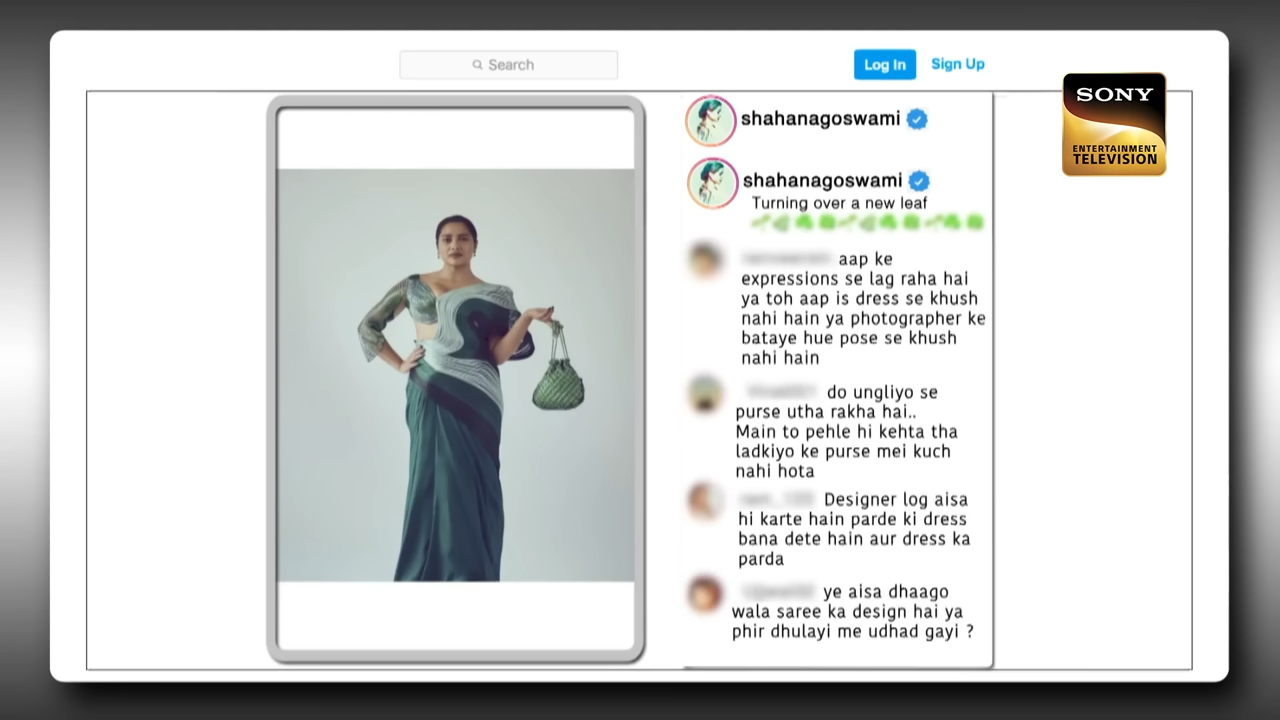 Search
Log In
Sign Up
SONY
ENTERTAINMENT
TELEVISION
shahanagoswami
shahanagoswami
Turning over a new leaf
aap ke
expressions se lag raha hai
ya toh aap is dress se khush
nahi hain ya photographer ke
bataye hue pose se khush
nahi hain
do ungliyo se
purse utha rakha hai..
Main to pehle hi kehta tha
ladkiyo ke purse mei kuch
nahi hota
Designer log aisa
hi karte hain parde ki dress
bana dete hain aur dress ka
parda
ye aisa dhaago
wala saree ka design hai ya
phir dhulayi me udhad gayi ?